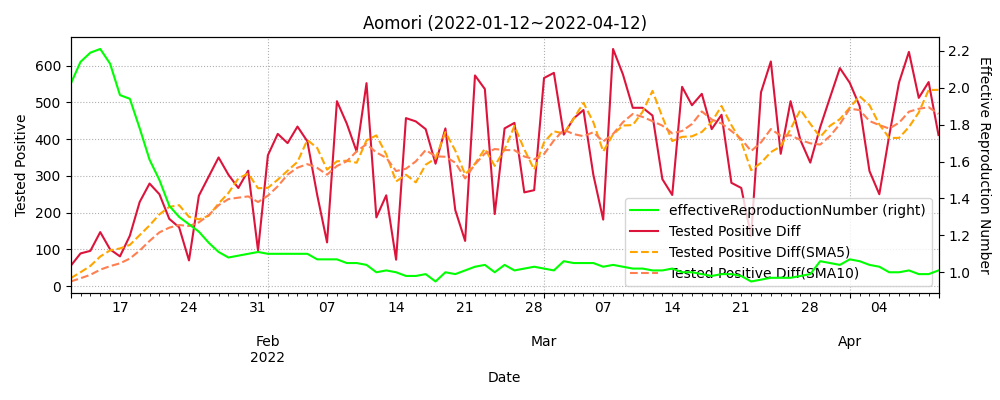 Aomori (2022-01-12~2022-04-12)
Tested Positive
600
500
400
300
200
100
0
2.2
2.0
1.8
1.6
1.4
1.2
1.0
Effective Reproduction Number
effectiveReproductionNumber (right)
Tested Positive Diff
Tested Positive Diff(SMA5)
Tested Positive Diff(SMA10)
17 24 31 07 14 21 28 07 14 21 28 04
Feb Mar Apr
2022
Date